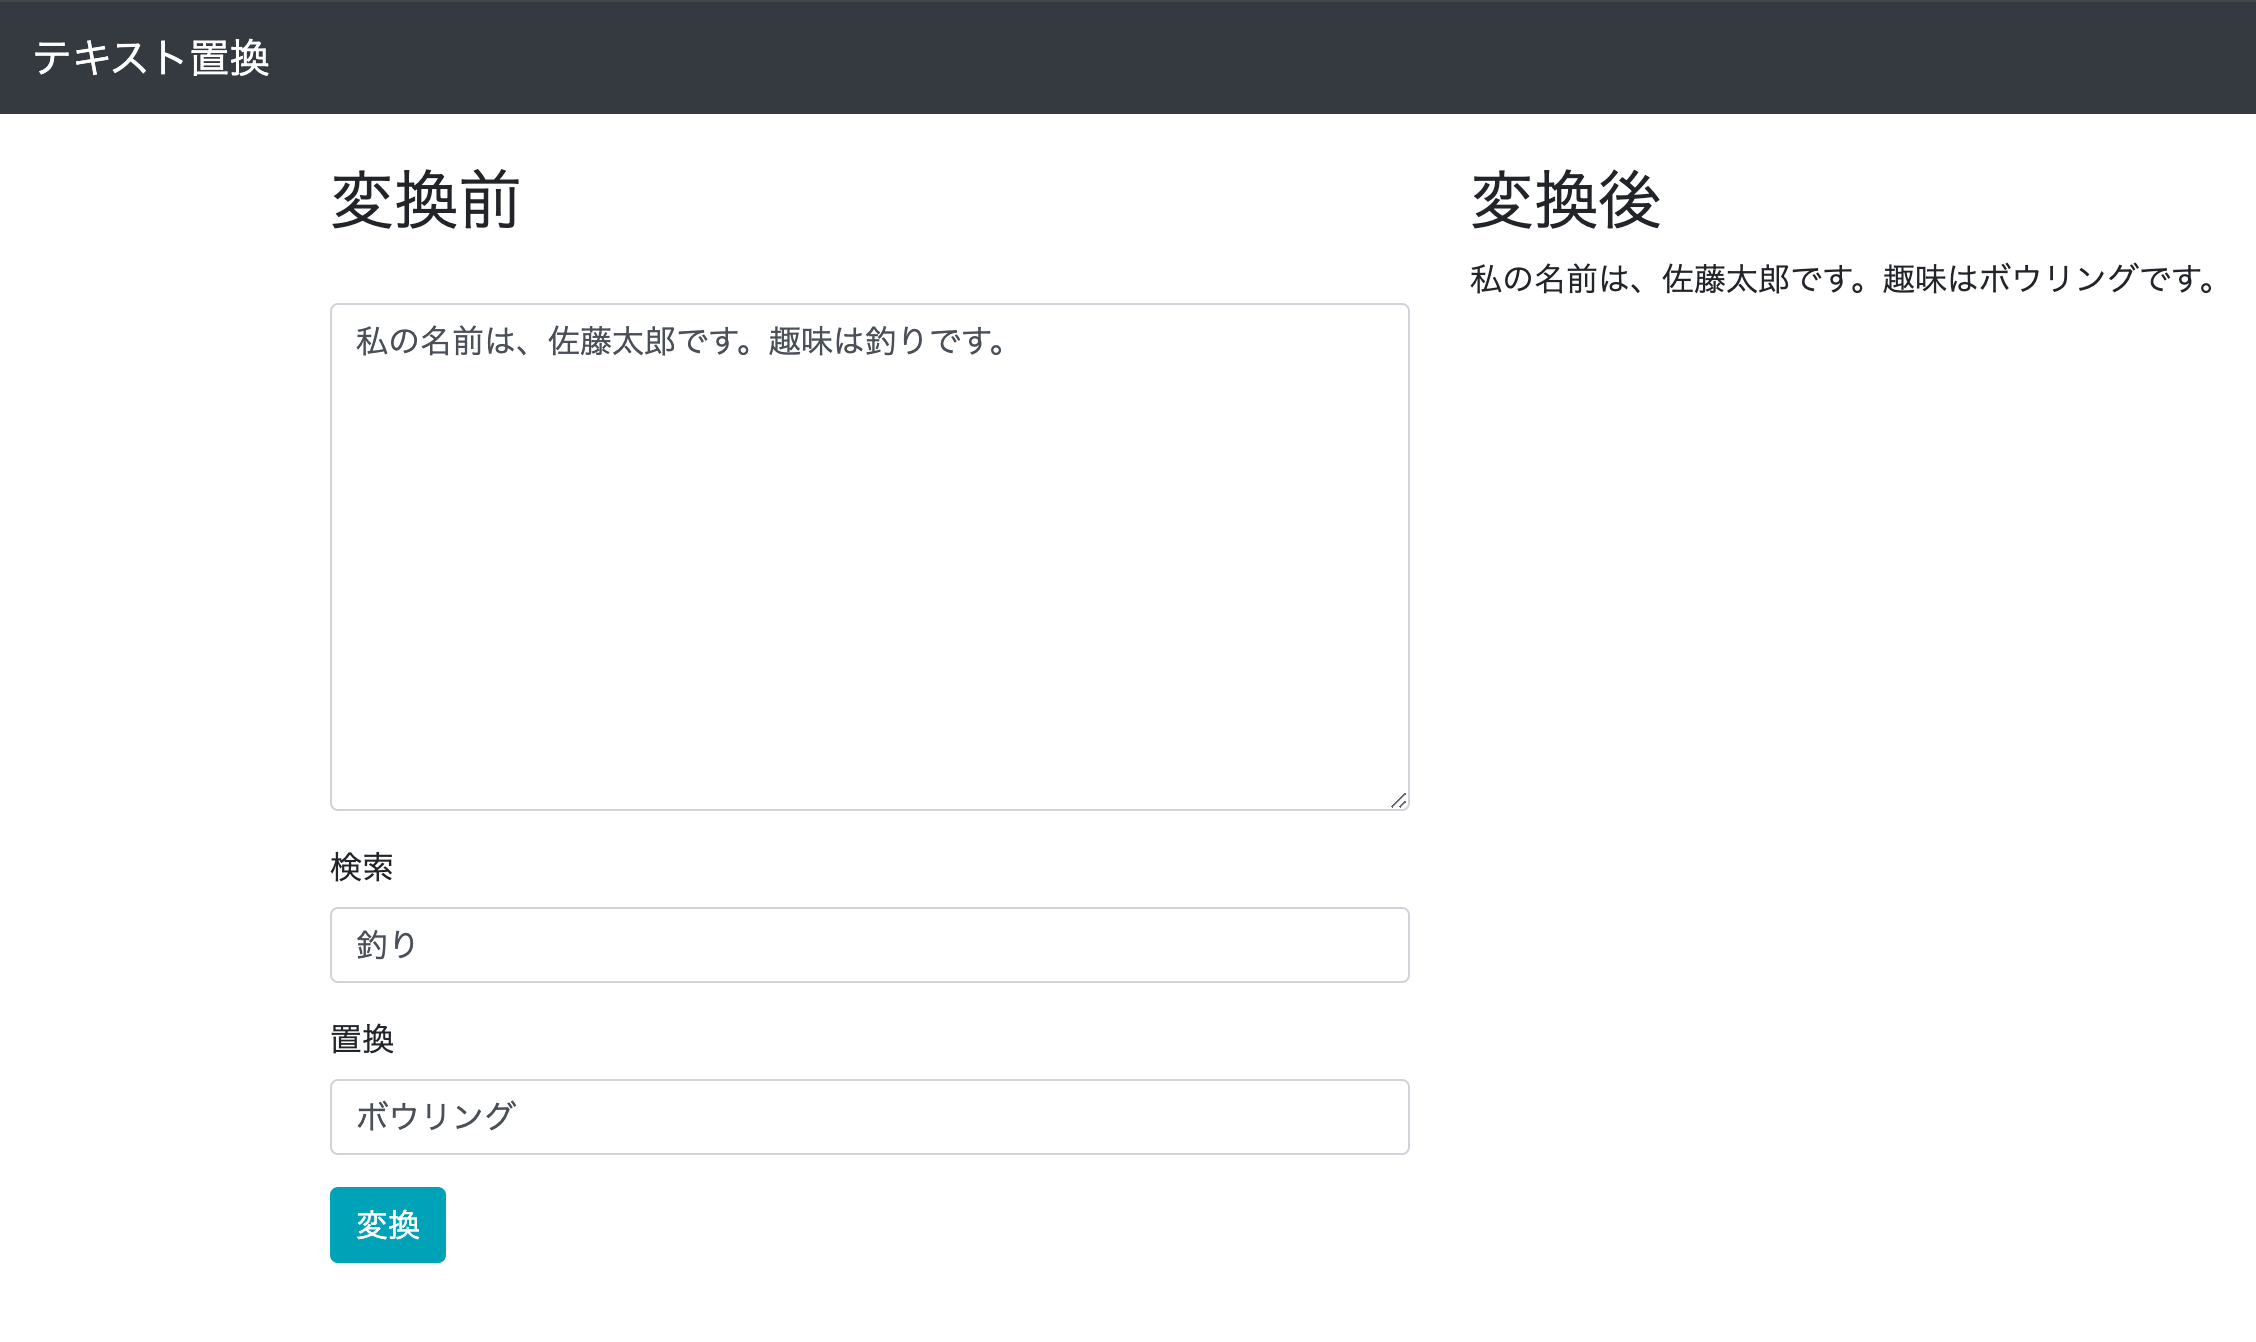 テキスト置換
変換前
私の名前は、佐藤太郎です。趣味は釣りです。
検索
釣り
置換
ボウリング
変換
変換後
私の名前は、佐藤太郎です。趣味はボウリングです。